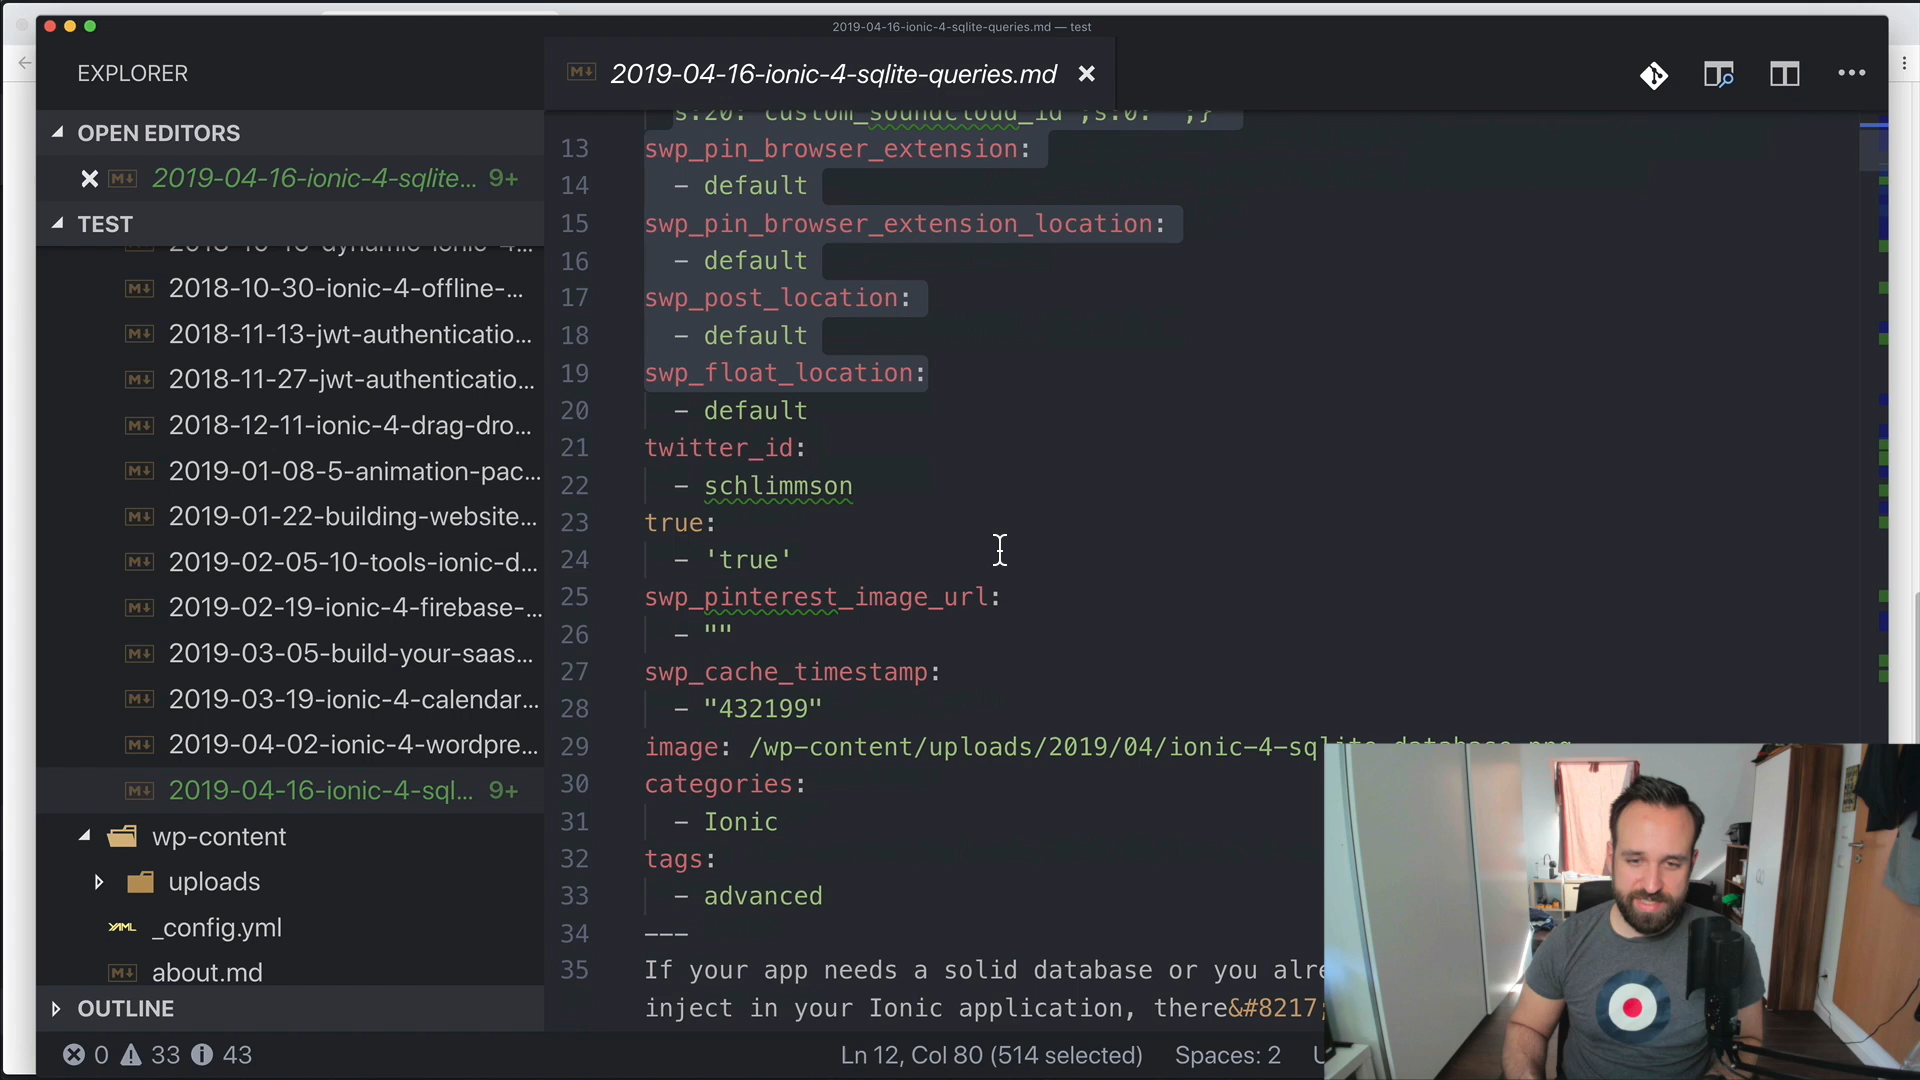 2019-04-16-ionic-4-sqlite-queries.md — test
EXPLORER
2019-04-16-ionic-4-sqlite-queries.md
OPEN EDITORS
2019-04-16-ionic-4-sqlite... 9+
TEST
2018-10-30-ionic-4-offline-...
2018-11-13-jwt-authenticatio...
2018-11-27-jwt-authenticatio...
2018-12-11-ionic-4-drag-dro...
2019-01-08-5-animation-pac...
2019-01-22-building-website...
2019-02-05-10-tools-ionic-d...
2019-02-19-ionic-4-firebase-...
2019-03-05-build-your-saas...
2019-03-19-ionic-4-calendar...
2019-04-02-ionic-4-wordpre...
2019-04-16-ionic-4-sql... 9+
wp-content
uploads
_config.yml
about.md
OUTLINE
s:20: custom_soundcloud_id ;s:0: ;}
13 swp_pin_browser_extension:
14 - default
15 swp_pin_browser_extension_location:
16 - default
17 swp_post_location:
18 - default
19 swp_float_location:
20 - default
21 twitter_id:
22 - schlimmson
23 true:
24 - 'true'
25 swp_pinterest_image_url:
26 - ""
27 swp_cache_timestamp:
28 - "432199"
29 image: /wp-content/uploads/2019/04/ionic-4-sqlite-database.png
30 categories:
31 - Ionic
32 tags:
33 - advanced
34 ---
35 If your app needs a solid database or you alre
inject in your Ionic application, there&#8217;
0 33 43
Ln 12, Col 80 (514 selected) Spaces: 2